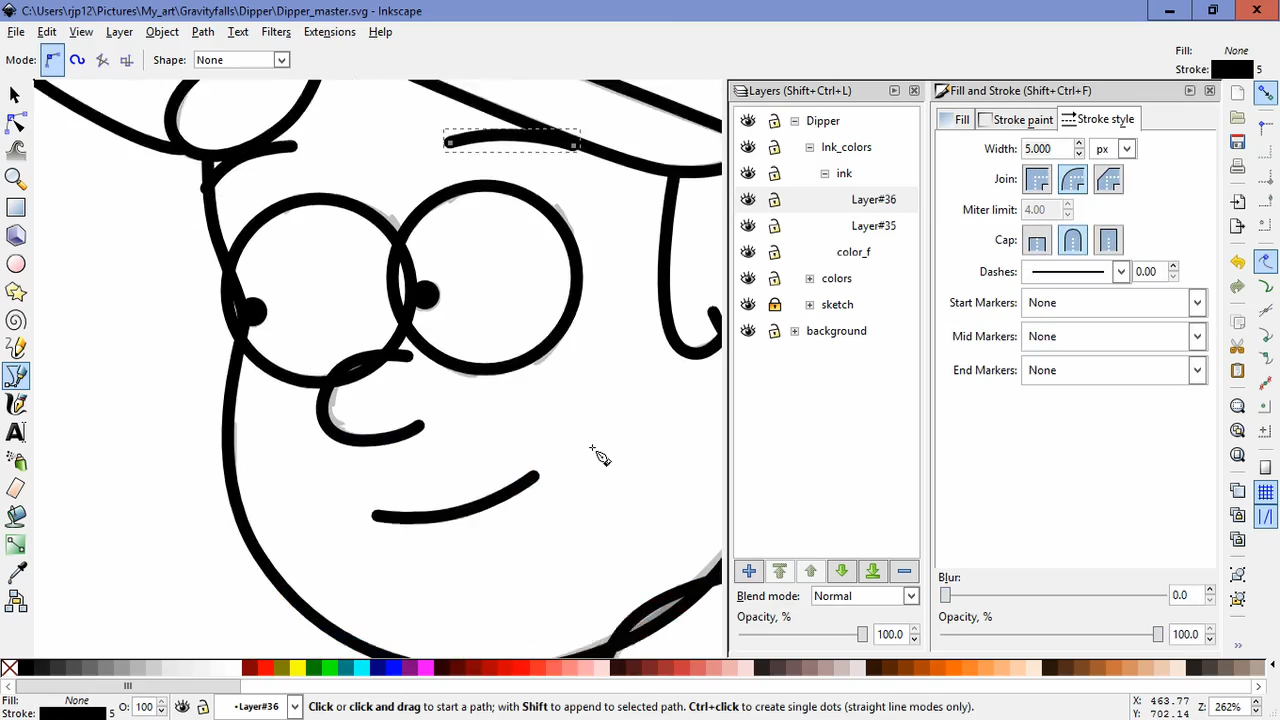 C:\Users\rjp12\Pictures\My_art\Gravityfalls\Dipper\Dipper_master.svg - Inkscape
File Edit View Layer Object Path Text Filters Extensions Help
Mode: Shape: None
Fill: None
Stroke: 5
Layers (Shift+L)
Dipper
Ink_colors
ink
Layer#36
Layer#35
color_f
colors
sketch
background
Blend mode: Normal
Opacity, %
100.0
Fill and Stroke (Shift+Ctrl+F)
Fill Stroke paint Stroke style
Width: 5.000 px
Join:
Miter limit: 4.00
Cap:
Dashes: 0.00
Start Markers: None
Mid Markers: None
End Markers: None
Blur:
0.0
Opacity, %
100.0
Fill: None
Stroke: 5
O: 100
•Layer#36
Click or click and drag to start a path; with Shift to append to selected path. Ctrl+click to create single dots (straight line modes only).
X: 463.77
Y: 702.14
Z: 262%